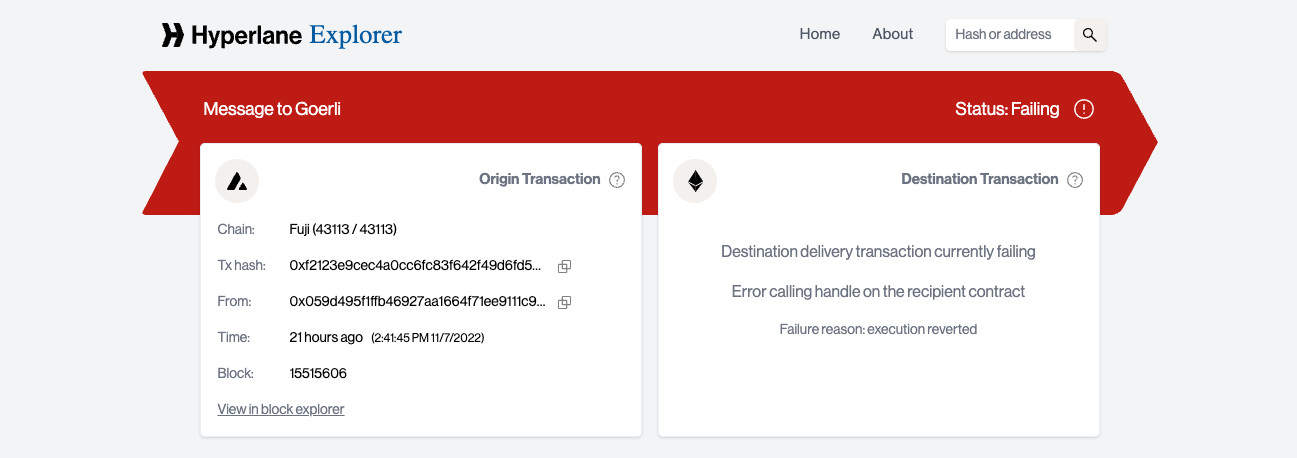 Hyperlane Explorer
Home
About
Hash or address
Message to Goerli
Status: Failing
Origin Transaction
Chain: Fuji (43113 / 43113)
Tx hash: 0xf2123e9cec4a0cc6fc83f642f49d6fd5...
From: 0x059d495f1ffb46927aa1664f71ee9111c9...
Time: 21 hours ago (2:41:45 PM 11/7/2022)
Block: 15515606
View in block explorer
Destination Transaction
Destination delivery transaction currently failing
Error calling handle on the recipient contract
Failure reason: execution reverted